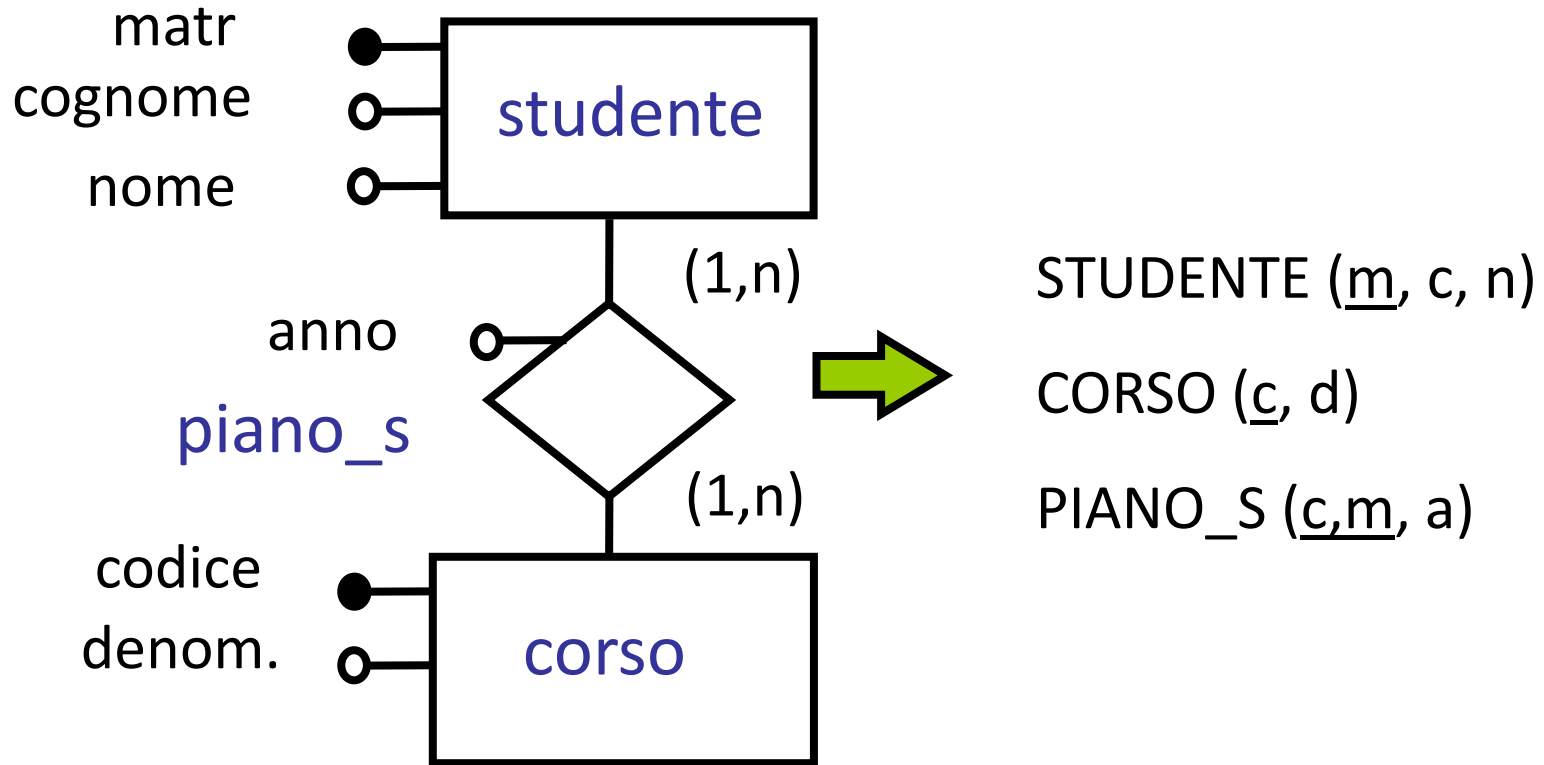 matr
cognome
nome
studente
(1,n)
anno
piano_s
(1,n)
codice
denom.
corso
STUDENTE (m, c, n)
CORSO (c, d)
PIANO_S (c,m, a)